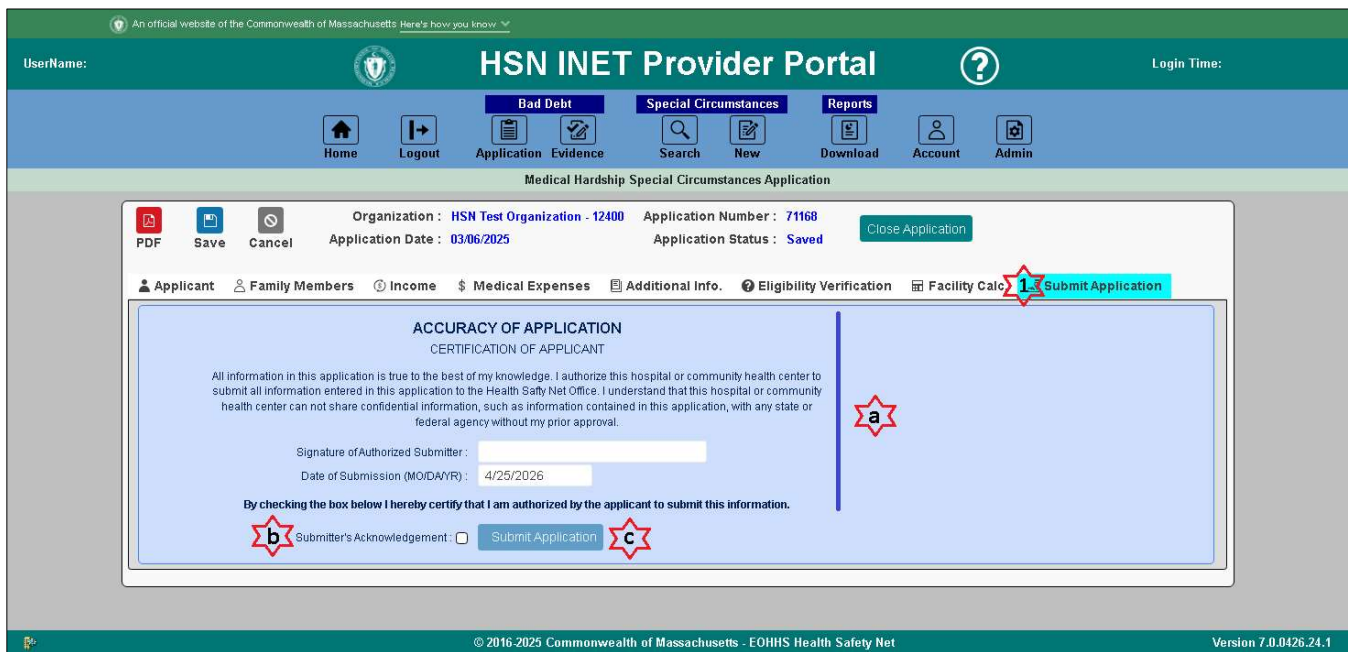 An official website of the Commonwealth of Massachusetts Here's how you know
UserName:
HSN INET Provider Portal
?
Login Time:
Bad Debt
Special Circumstances
Reports
Home
Logout
Application
Evidence
Search
New
Download
Account
Admin
Medical Hardship Special Circumstances Application
PDF
Save
Cancel
Organization : HSN Test Organization - 12400
Application Number : 71168
Application Date : 03/06/2025
Application Status : Saved
Close Application
Applicant
Family Members
Income
$ Medical Expenses
Additional Info.
Eligibility Verification
Facility Calc
1
Submit Application
ACCURACY OF APPLICATION
CERTIFICATION OF APPLICANT
All information in this application is true to the best of my knowledge. I authorize this hospital or community health center to
submit all information entered in this application to the Health Safty Net Office. I understand that this hospital or community
health center can not share confidential information, such as information contained in this application, with any state or
federal agency without my prior approval.
a
Signature of Authorized Submitter :
Date of Submission (MO/DA/YR) : 4/25/2026
By checking the box below I hereby certify that I am authorized by the applicant to submit this information.
b
Submitter's Acknowledgement :
Submit Application
c
© 2016-2025 Commonwealth of Massachusetts - EOHHS Health Safety Net
Version 7.0.0426.24.1